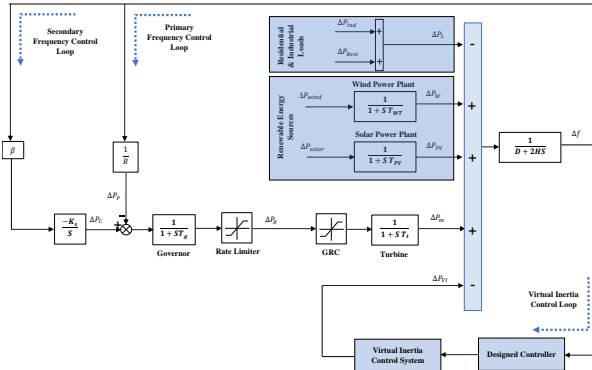 Secondary
Frequency Control
Loop
Primary
Frequency Control
Loop
Residential
& Industrial
Loads
ΔP_Ind
+
ΔP_Resi
+
ΔP_L
-
Renewable Energy
Sources
Wind Power Plant
ΔP_wind
1
1 + S T_WT
ΔP_W
+
Solar Power Plant
ΔP_solar
1
1 + S T_PV
ΔP_PV
+
1
D + 2HS
Δf
β
1
R
ΔP_P
-K_s
S
ΔP_C
+
-
1
1 + ST_g
Governor
Rate Limiter
ΔP_g
GRC
1
1 + S T_t
Turbine
ΔP_m
+
ΔP_VI
-
Virtual Inertia
Control Loop
Virtual Inertia
Control System
Designed Controller